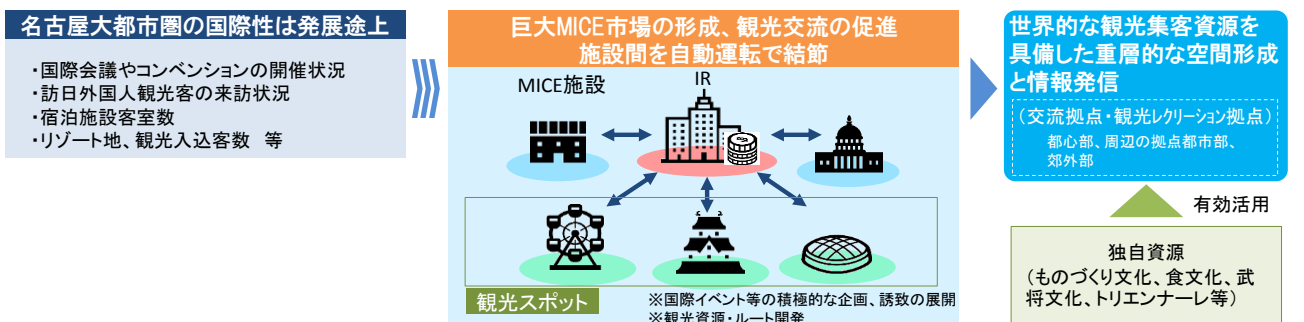 名古屋大都市圏の国際性は発展途上
・国際会議やコンベンションの開催状況
・訪日外国人観光客の来訪状況
・宿泊施設客室数
・リゾート地、観光入込客数 等
巨大MICE市場の形成、観光交流の促進
施設間を自動運転で結節
MICE施設
IR
観光スポット
※国際イベント等の積極的な企画、誘致の展開
※観光資源・ルート開発
世界的な観光集客資源を
具備した重層的な空間形成
と情報発信
（交流拠点・観光レクリーション拠点）
都心部、周辺の拠点都市部、
郊外部
有効活用
独自資源
（ものづくり文化、食文化、武
将文化、トリエンナーレ等）